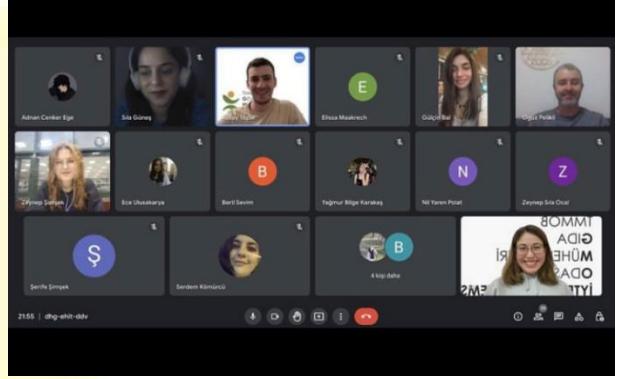 Adnan Cenker Ege
Sıla Güneş
E
Elissa Maakrech
Gülçin Bal
Oğuz
Zeynep Şimşek
Ece Ulusakarya
B
Beril Sevim
Yağmur Bilge Karakaş
N
Nil Yaren Polat
Z
Zeynep Sıla Ocal
Ş
Şerife Şimşek
Serdem Kömürcü
B
4 kişi daha
TMMOB
GIDA
ODAS
21:55 | dhg-ehit-ddv